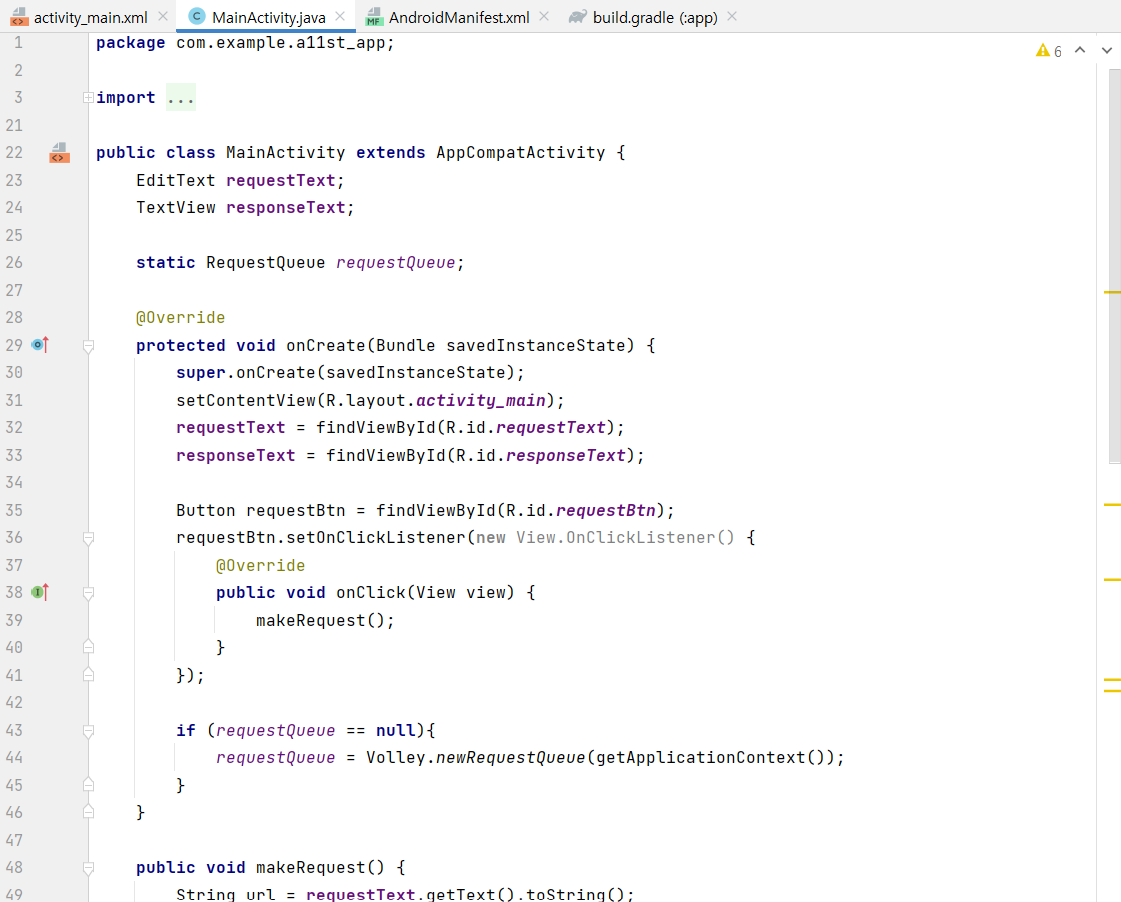 activity_main.xml MainActivity.java AndroidManifest.xml build.gradle (:app)
1 package com.example.a11st_app;
6
2
3 import ...
21
22 public class MainActivity extends AppCompatActivity {
23 EditText requestText;
24 TextView responseText;
25
26 static RequestQueue requestQueue;
27
28 @Override
29 protected void onCreate(Bundle savedInstanceState) {
30 super.onCreate(savedInstanceState);
31 setContentView(R.layout.activity_main);
32 requestText = findViewById(R.id.requestText);
33 responseText = findViewById(R.id.responseText);
34
35 Button requestBtn = findViewById(R.id.requestBtn);
36 requestBtn.setOnClickListener(new View.OnClickListener() {
37 @Override
38 public void onClick(View view) {
39 makeRequest();
40 }
41 });
42
43 if (requestQueue == null){
44 requestQueue = Volley.newRequestQueue(getApplicationContext());
45 }
46 }
47
48 public void makeRequest() {
49 String url = requestText.getText().toString();